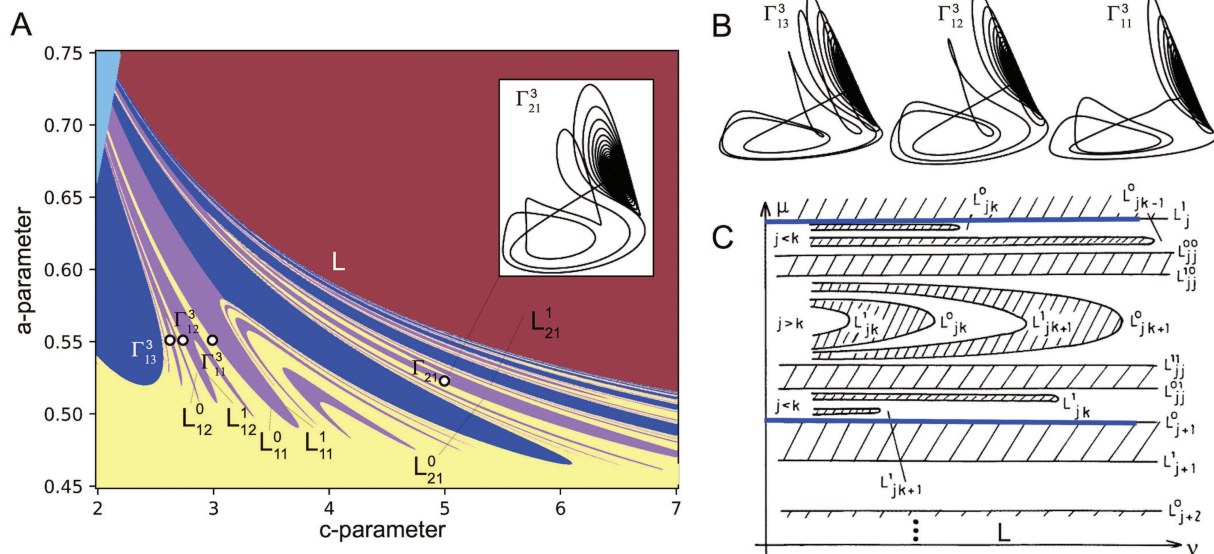 A
a-parameter
0.75
0.70
0.65
0.60
0.55
0.50
0.45
2
3
4
5
6
7
c-parameter
L
Γ³₂₁
L¹₂₁
Γ₂₁
Γ³₁₃
Γ³₁₂
Γ³₁₁
L⁰₁₂
L¹₁₂
L⁰₁₁
L¹₁₁
L⁰₂₁
B
Γ³₁₃
Γ³₁₂
Γ³₁₁
C
μ
L⁰jk
L⁰jk-1
L¹j
j<k
L⁰⁰jj
L¹⁰jj
j>k
L¹jk
L⁰jk
L¹jk+1
L⁰jk+1
L¹¹jj
L⁰¹jj
j<k
L¹jk
L⁰j+1
L¹jk+1
L¹j+1
L⁰j+2
L
ν